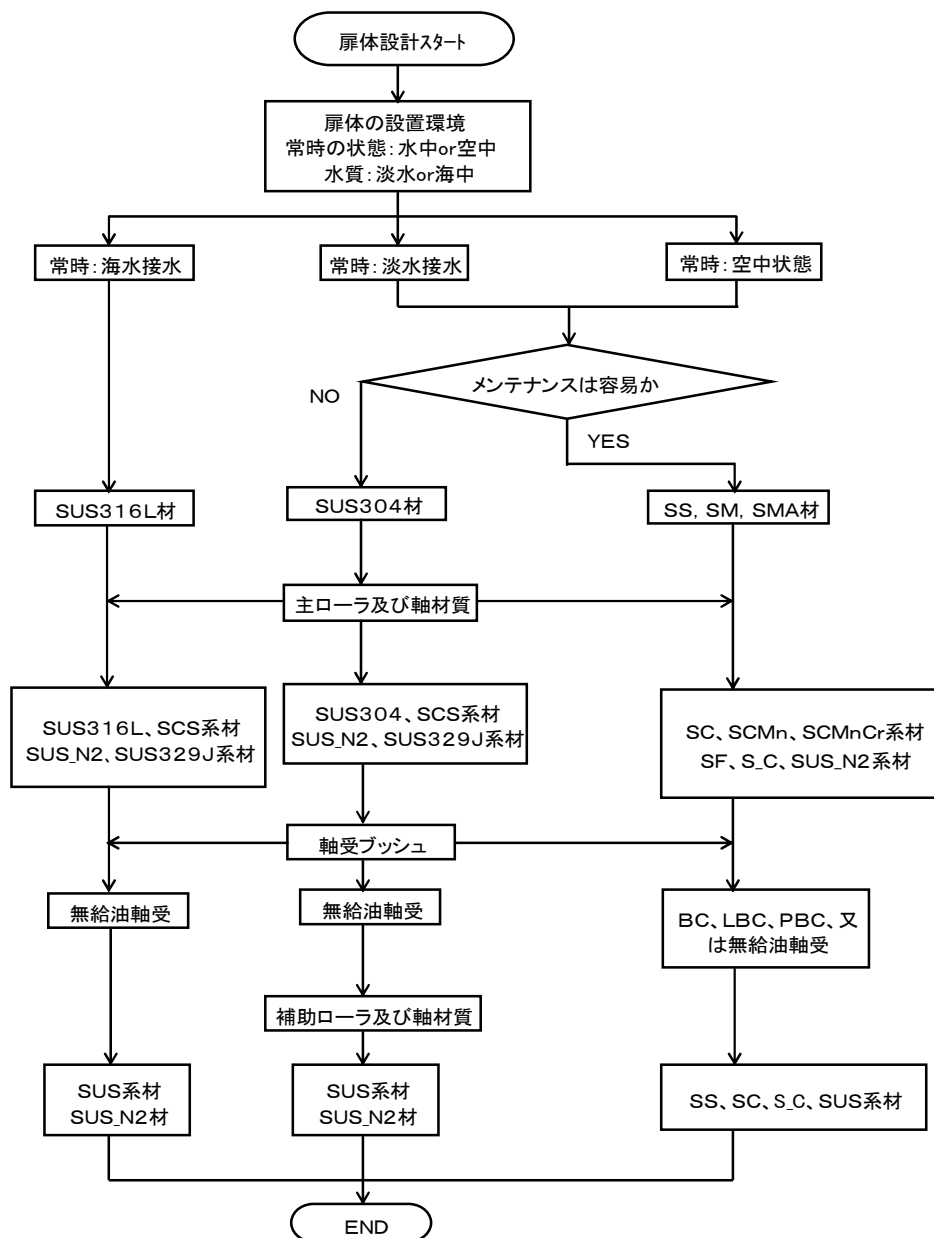 扉体設計スタート
扉体の設置環境
常時の状態：水中or空中
水質：淡水or海中
常時：海水接水
常時：淡水接水
常時：空中状態
メンテナンスは容易か
NO
YES
SUS316L材
SUS304材
SS，SM，SMA材
主ローラ及び軸材質
SUS316L、SCS系材
SUS_N2、SUS329J系材
SUS304、SCS系材
SUS_N2、SUS329J系材
SC、SCMn、SCMnCr系材
SF、S_C、SUS_N2系材
軸受ブッシュ
無給油軸受
無給油軸受
BC、LBC、PBC、又
は無給油軸受
補助ローラ及び軸材質
SUS系材
SUS_N2材
SUS系材
SUS_N2材
SS、SC、S_C、SUS系材
END